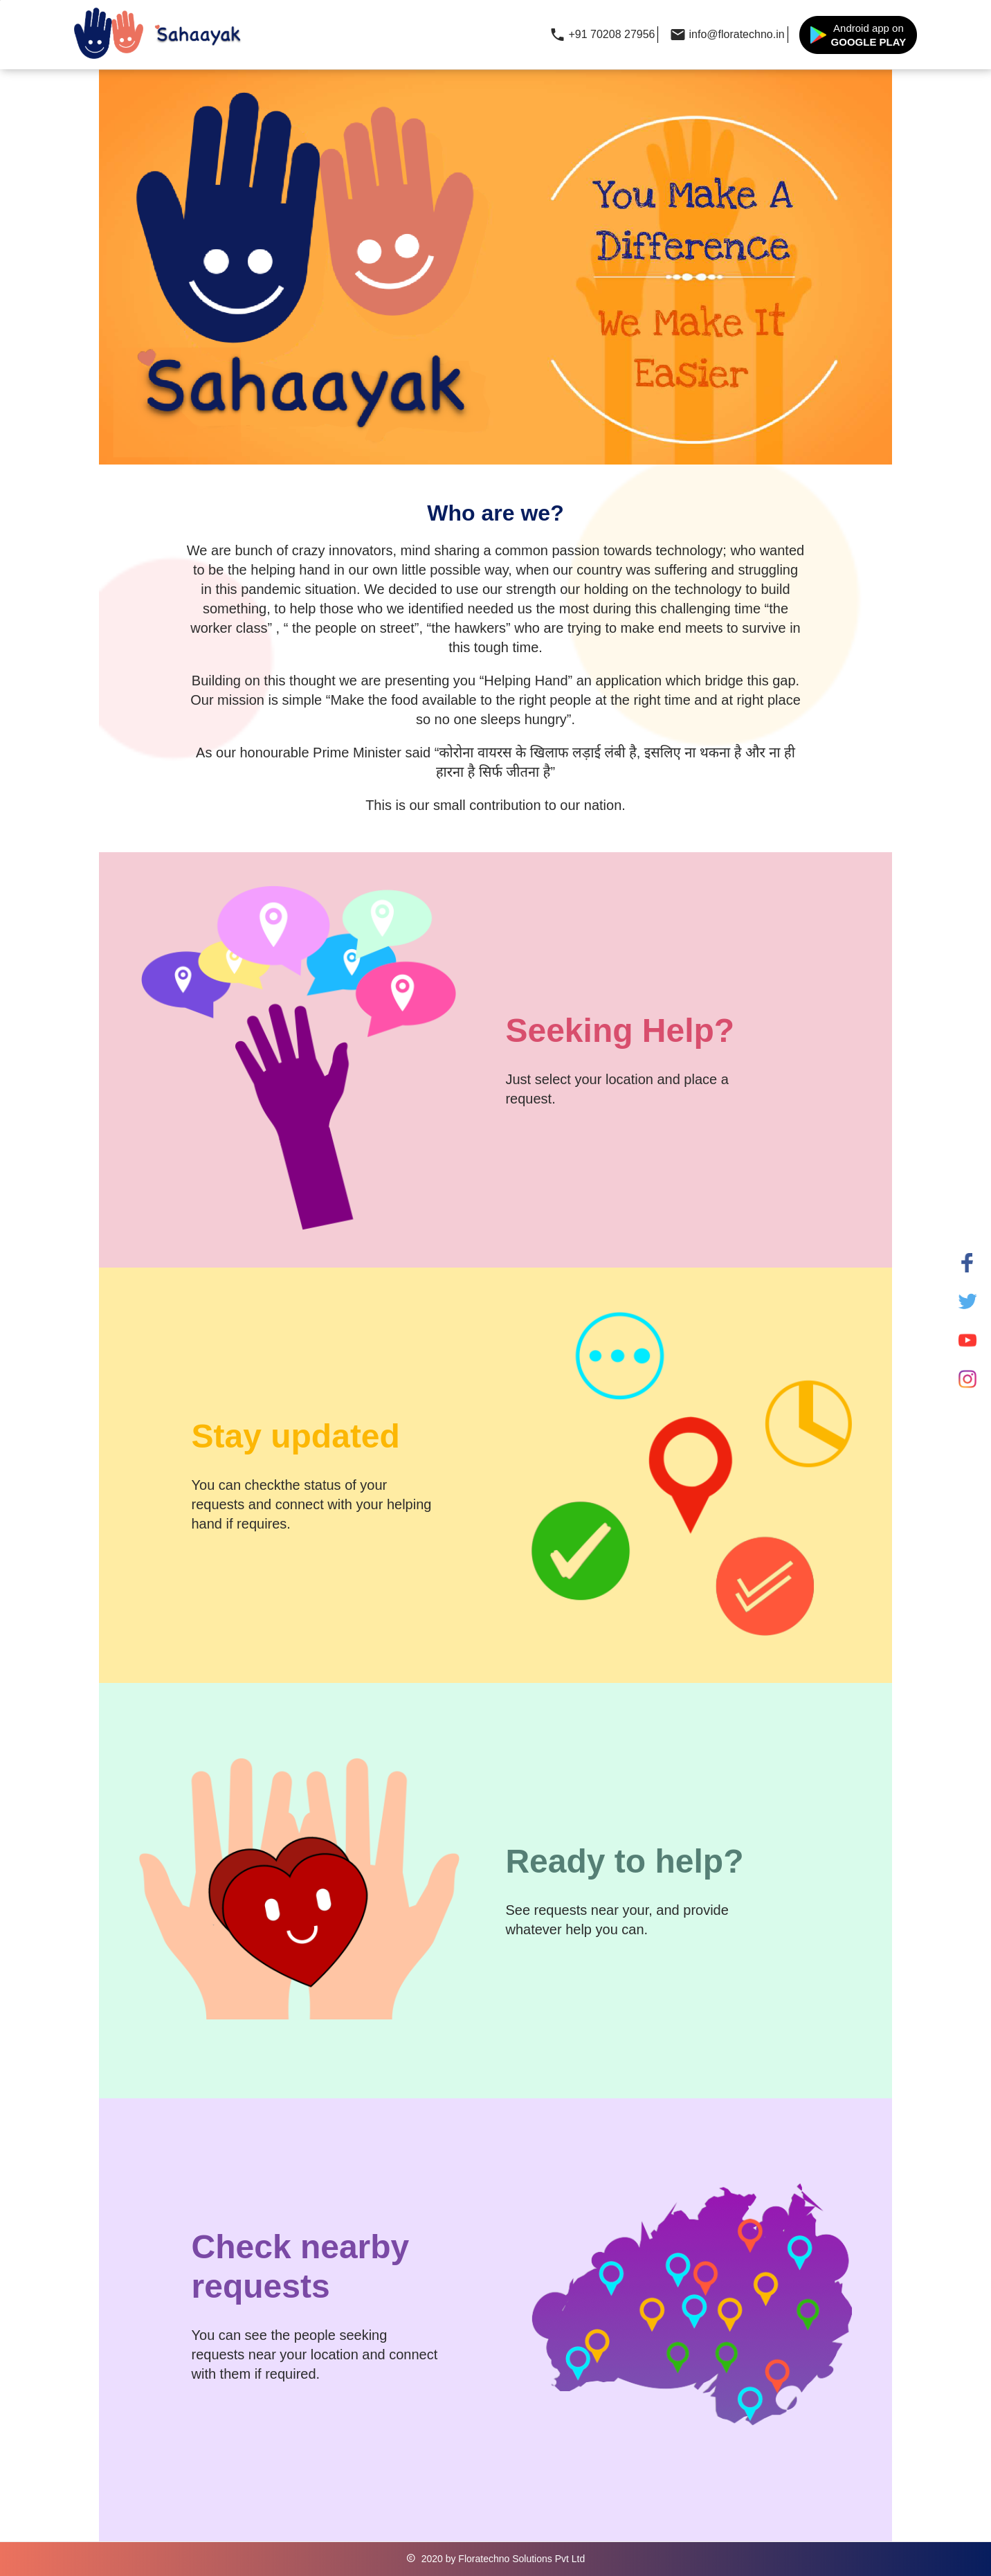 Sahaayak
+91 70208 27956
info@floratechno.in
Android app on
GOOGLE PLAY
Sahaayak
You Make A
Difference
We Make It
Easier
Who are we?
We are bunch of crazy innovators, mind sharing a common passion towards technology; who wanted
to be the helping hand in our own little possible way, when our country was suffering and struggling
in this pandemic situation. We decided to use our strength our holding on the technology to build
something, to help those who we identified needed us the most during this challenging time “the
worker class” , “ the people on street”, “the hawkers” who are trying to make end meets to survive in
this tough time.
Building on this thought we are presenting you “Helping Hand” an application which bridge this gap.
Our mission is simple “Make the food available to the right people at the right time and at right place
so no one sleeps hungry”.
As our honourable Prime Minister said “कोरोना वायरस के खिलाफ लड़ाई लंबी है, इसलिए ना थकना है और ना ही
हारना है सिर्फ जीतना है”
This is our small contribution to our nation.
Seeking Help?
Just select your location and place a
request.
Stay updated
You can checkthe status of your
requests and connect with your helping
hand if requires.
Ready to help?
See requests near your, and provide
whatever help you can.
Check nearby
requests
You can see the people seeking
requests near your location and connect
with them if required.
© 2020 by Floratechno Solutions Pvt Ltd